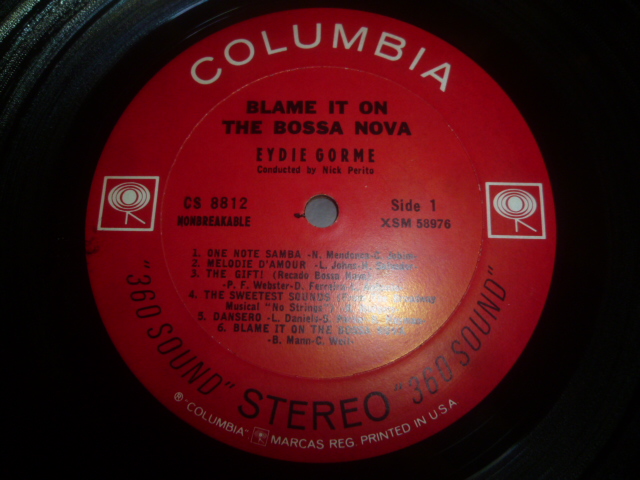 COLUMBIA
BLAME IT ON
THE BOSSA NOVA
EYDIE GORME
Conducted by Nick Perito
CS 8812
NONBREAKABLE
Side 1
XSM 58976
1. ONE NOTE SAMBA -N. Mendonca-
2. MELODIE D'AMOUR - L. Johns-
3. THE GIFT! (Recado Bossa Nova)
-P. F. Webster-D. Ferreira-
4. THE SWEETEST SOUNDS
Musical "No Strings")
5. DANSERO -L. Daniels-S.
6. BLAME IT ON THE BOSSA NOVA
B. Mann-C. Weil
"360 SOUND" STEREO "360 SOUND"
® "COLUMBIA" MARCAS REG. PRINTED IN U.S.A.